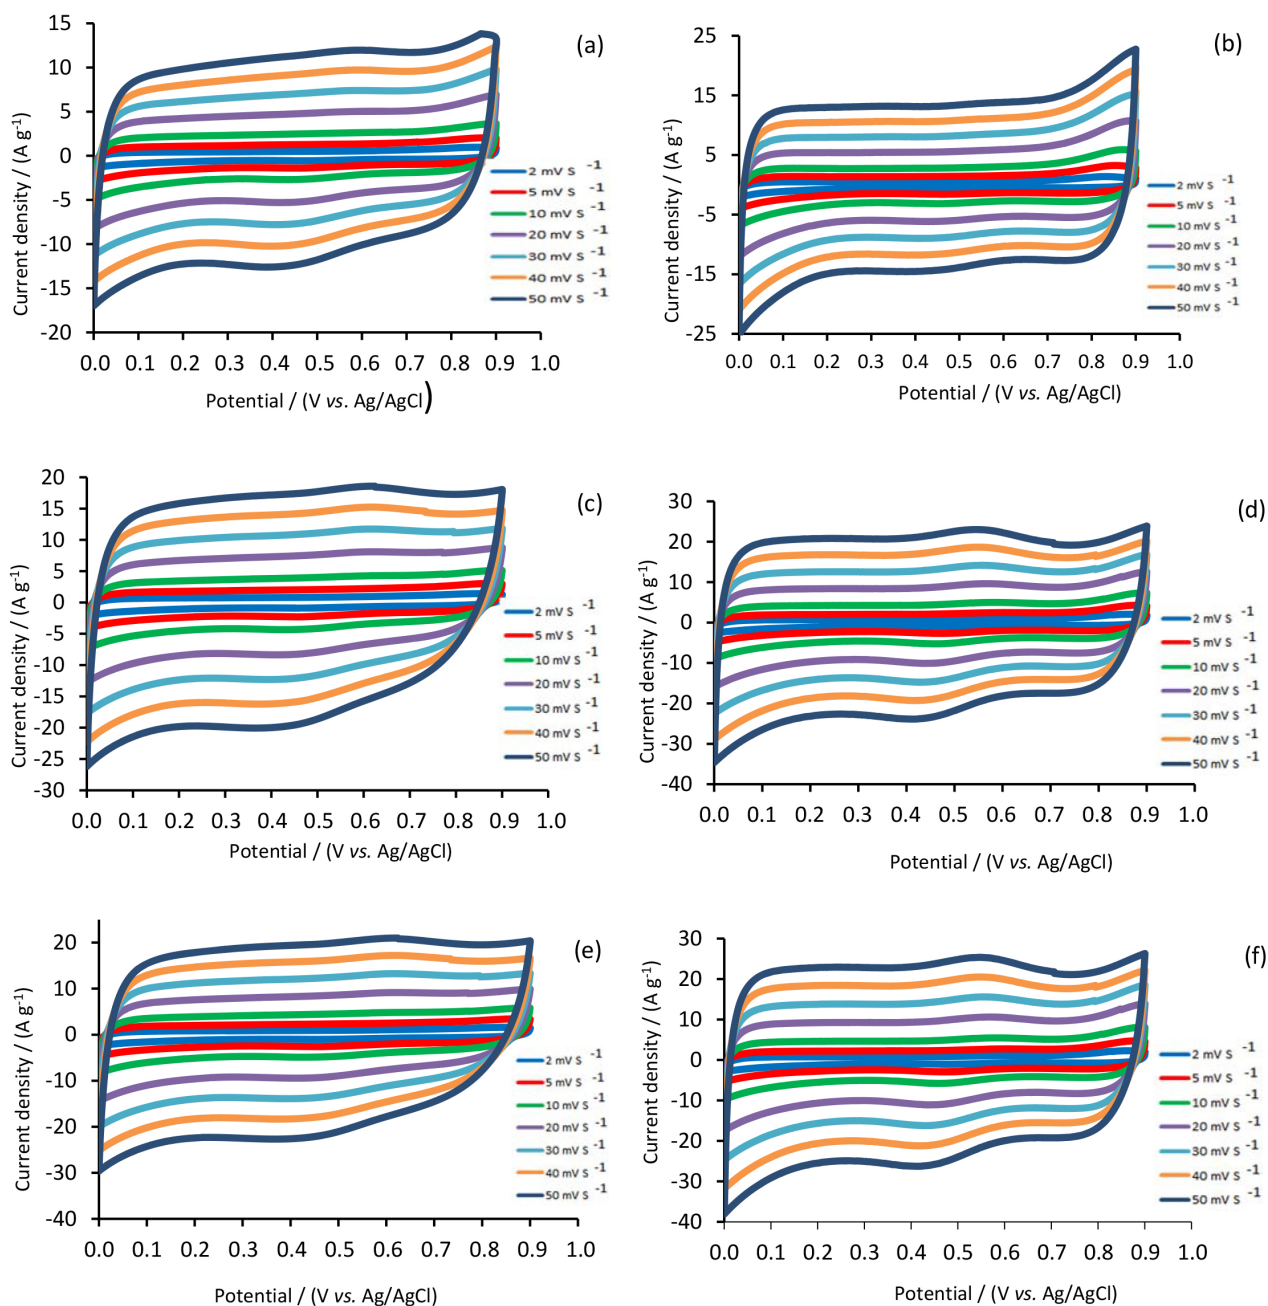 (a)
15
10
5
0
-5
-10
-15
-20
Current density / (A g-1)
2 mV S -1
5 mV S -1
10 mV S -1
20 mV S -1
30 mV S -1
40 mV S -1
50 mV S -1
0.0 0.1 0.2 0.3 0.4 0.5 0.6 0.7 0.8 0.9 1.0
Potential / (V vs. Ag/AgCl)
(b)
25
15
5
-5
-15
-25
Current density / (A g-1)
2 mV S -1
5 mV S -1
10 mV S -1
20 mV S -1
30 mV S -1
40 mV S -1
50 mV S -1
0.0 0.1 0.2 0.3 0.4 0.5 0.6 0.7 0.8 0.9 1.0
Potential / (V vs. Ag/AgCl)
(c)
20
15
10
5
0
-5
-10
-15
-20
-25
-30
Current density / (A g-1)
2 mV S -1
5 mV S -1
10 mV S -1
20 mV S -1
30 mV S -1
40 mV S -1
50 mV S -1
0.0 0.1 0.2 0.3 0.4 0.5 0.6 0.7 0.8 0.9 1.0
Potential / (V vs. Ag/AgCl)
(d)
30
20
10
0
-10
-20
-30
-40
Current density / (A g-1)
2 mV S -1
5 mV S -1
10 mV S -1
20 mV S -1
30 mV S -1
40 mV S -1
50 mV S -1
0.0 0.1 0.2 0.3 0.4 0.5 0.6 0.7 0.8 0.9 1.0
Potential / (V vs. Ag/AgCl)
(e)
20
10
0
-10
-20
-30
-40
Current density / (A g-1)
2 mV S -1
5 mV S -1
10 mV S -1
20 mV S -1
30 mV S -1
40 mV S -1
50 mV S -1
0.0 0.1 0.2 0.3 0.4 0.5 0.6 0.7 0.8 0.9 1.0
Potential / (V vs. Ag/AgCl)
(f)
30
20
10
0
-10
-20
-30
-40
Current density / (A g-1)
2 mV S -1
5 mV S -1
10 mV S -1
20 mV S -1
30 mV S -1
40 mV S -1
50 mV S -1
0.0 0.1 0.2 0.3 0.4 0.5 0.6 0.7 0.8 0.9 1.0
Potential / (V vs. Ag/AgCl)